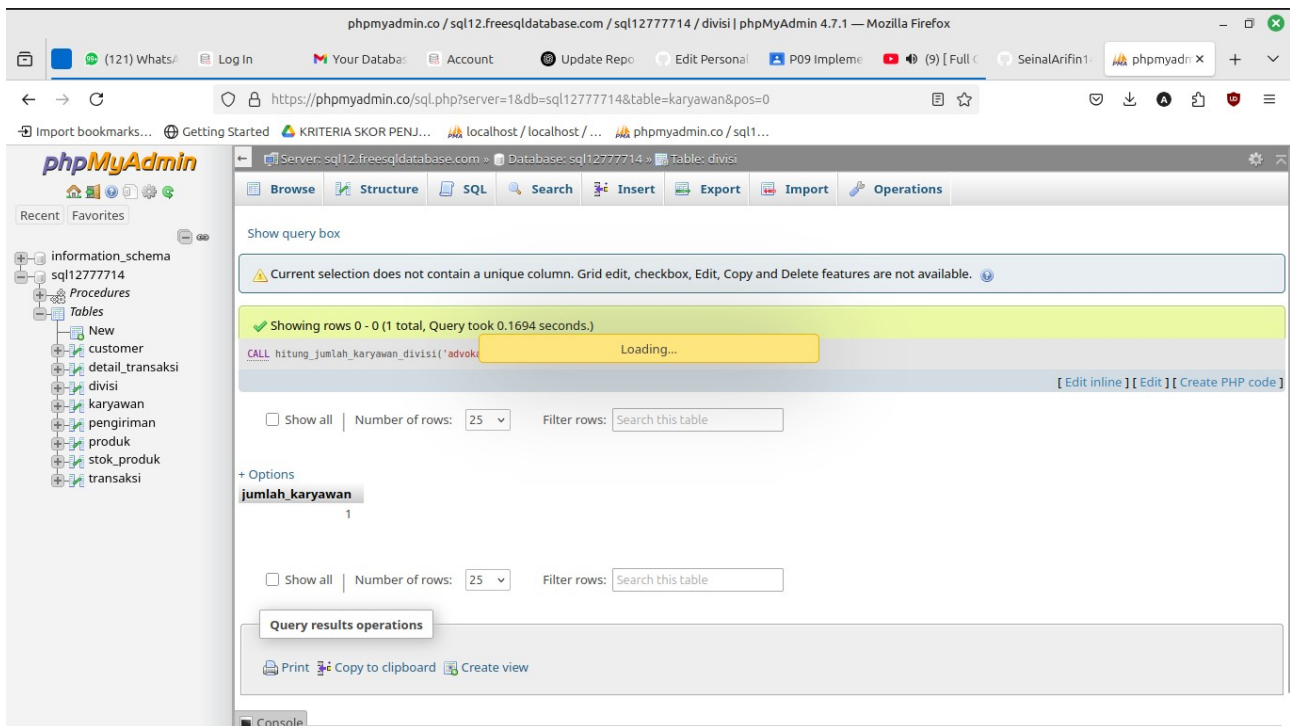 phpmyadmin.co / sql12.freesqldatabase.com / sql12777714 / divisi | phpMyAdmin 4.7.1 — Mozilla Firefox
(121) WhatsA Log In Your Databas Account Update Repo Edit Personal P09 Impleme (9) [ Full C SeinalArifin1 phpmyadm
https://phpmyadmin.co/sql.php?server=1&db=sql12777714&table=karyawan&pos=0
Import bookmarks... Getting Started KRITERIA SKOR PENJ... localhost / localhost / ... phpmyadmin.co / sql1...
phpMyAdmin
Recent Favorites
information_schema
sql12777714
Procedures
Tables
New
customer
detail_transaksi
divisi
karyawan
pengiriman
produk
stok_produk
transaksi
Server: sql12.freesqldatabase.com » Database: sql12777714 » Table: divisi
Browse Structure SQL Search Insert Export Import Operations
Show query box
Current selection does not contain a unique column. Grid edit, checkbox, Edit, Copy and Delete features are not available.
Showing rows 0 - 0 (1 total, Query took 0.1694 seconds.)
Loading...
CALL hitung_jumlah_karyawan_divisi('advoka
[ Edit inline ] [ Edit ] [ Create PHP code ]
Show all | Number of rows: 25 Filter rows: Search this table
+ Options
jumlah_karyawan
1
Show all | Number of rows: 25 Filter rows: Search this table
Query results operations
Print Copy to clipboard Create view
Console